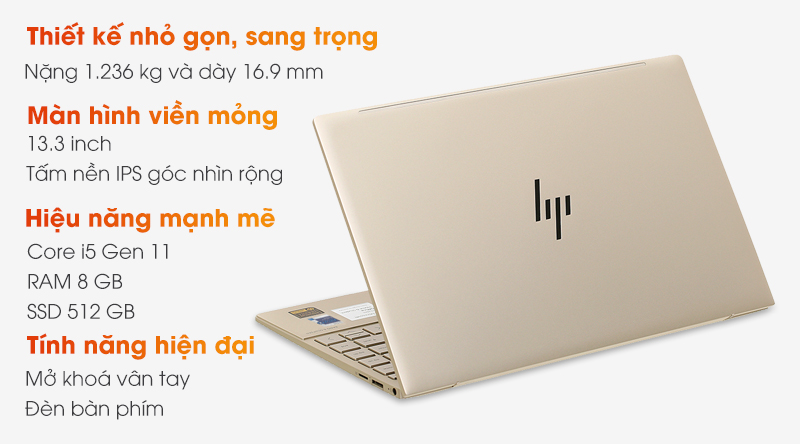 Thiết kế nhỏ gọn, sang trọng
Nặng 1.236 kg và dày 16.9 mm
Màn hình viền mỏng
13.3 inch
Tấm nền IPS góc nhìn rộng
Hiệu năng mạnh mẽ
Core i5 Gen 11
RAM 8 GB
SSD 512 GB
Tính năng hiện đại
Mở khoá vân tay
Đèn bàn phím
hp